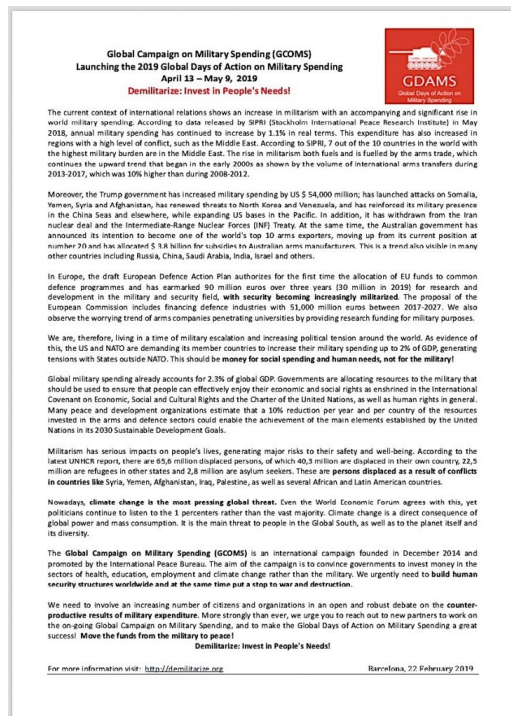 Global Campaign on Military Spending (GCOMS)
Launching the 2019 Global Days of Action on Military Spending
April 13 – May 9, 2019
Demilitarize: Invest in People's Needs!
GDAMS
Global Days of Action on
Military Spending
The current context of international relations shows an increase in militarism with an accompanying and significant rise in
world military spending. According to data released by SIPRI (Stockholm International Peace Research Institute) in May
2018, annual military spending has continued to increase by 1.1% in real terms. This expenditure has also increased in
regions with a high level of conflict, such as the Middle East. According to SIPRI, 7 out of the 10 countries in the world with
the highest military burden are in the Middle East. The rise in militarism both fuels and is fuelled by the arms trade, which
continues the upward trend that began in the early 2000s as shown by the volume of international arms transfers during
2013-2017, which was 10% higher than during 2008-2012.
Moreover, the Trump government has increased military spending by US $ 54,000 million; has launched attacks on Somalia,
Yemen, Syria and Afghanistan, has renewed threats to North Korea and Venezuela, and has reinforced its military presence
in the China Seas and elsewhere, while expanding US bases in the Pacific. In addition, it has withdrawn from the Iran
nuclear deal and the Intermediate-Range Nuclear Forces (INF) Treaty. At the same time, the Australian government has
announced its intention to become one of the world's top 10 arms exporters, moving up from its current position at
number 20 and has allocated $ 3.8 billion for subsidies to Australian arms manufacturers. This is a trend also visible in many
other countries including Russia, China, Saudi Arabia, India, Israel and others.
In Europe, the draft European Defence Action Plan authorizes for the first time the allocation of EU funds to common
defence programmes and has earmarked 90 million euros over three years (30 million in 2019) for research and
development in the military and security field, with security becoming increasingly militarized. The proposal of the
European Commission includes financing defence industries with 51,000 million euros between 2017-2027. We also
observe the worrying trend of arms companies penetrating universities by providing research funding for military purposes.
We are, therefore, living in a time of military escalation and increasing political tension around the world. As evidence of
this, the US and NATO are demanding its member countries to increase their military spending up to 2% of GDP, generating
tensions with States outside NATO. This should be money for social spending and human needs, not for the military!
Global military spending already accounts for 2.3% of global GDP. Governments are allocating resources to the military that
should be used to ensure that people can effectively enjoy their economic and social rights as enshrined in the International
Covenant on Economic, Social and Cultural Rights and the Charter of the United Nations, as well as human rights in general.
Many peace and development organizations estimate that a 10% reduction per year and per country of the resources
invested in the arms and defence sectors could enable the achievement of the main elements established by the United
Nations in its 2030 Sustainable Development Goals.
Militarism has serious impacts on people's lives, generating major risks to their safety and well-being. According to the
latest UNHCR report, there are 65,6 million displaced persons, of which 40,3 million are displaced in their own country, 22,5
million are refugees in other states and 2,8 million are asylum seekers. These are persons displaced as a result of conflicts
in countries like Syria, Yemen, Afghanistan, Iraq, Palestine, as well as several African and Latin American countries.
Nowadays, climate change is the most pressing global threat. Even the World Economic Forum agrees with this, yet
politicians continue to listen to the 1 percenters rather than the vast majority. Climate change is a direct consequence of
global power and mass consumption. It is the main threat to people in the Global South, as well as to the planet itself and
its diversity.
The Global Campaign on Military Spending (GCOMS) is an international campaign founded in December 2014 and
promoted by the International Peace Bureau. The aim of the campaign is to convince governments to invest money in the
sectors of health, education, employment and climate change rather than the military. We urgently need to build human
security structures worldwide and at the same time put a stop to war and destruction.
We need to involve an increasing number of citizens and organizations in an open and robust debate on the counter-
productive results of military expenditure. More strongly than ever, we urge you to reach out to new partners to work on
the on-going Global Campaign on Military Spending, and to make the Global Days of Action on Military Spending a great
success! Move the funds from the military to peace!
Demilitarize: Invest in People's Needs!
For more information visit: http://demilitarize.org Barcelona, 22 February 2019